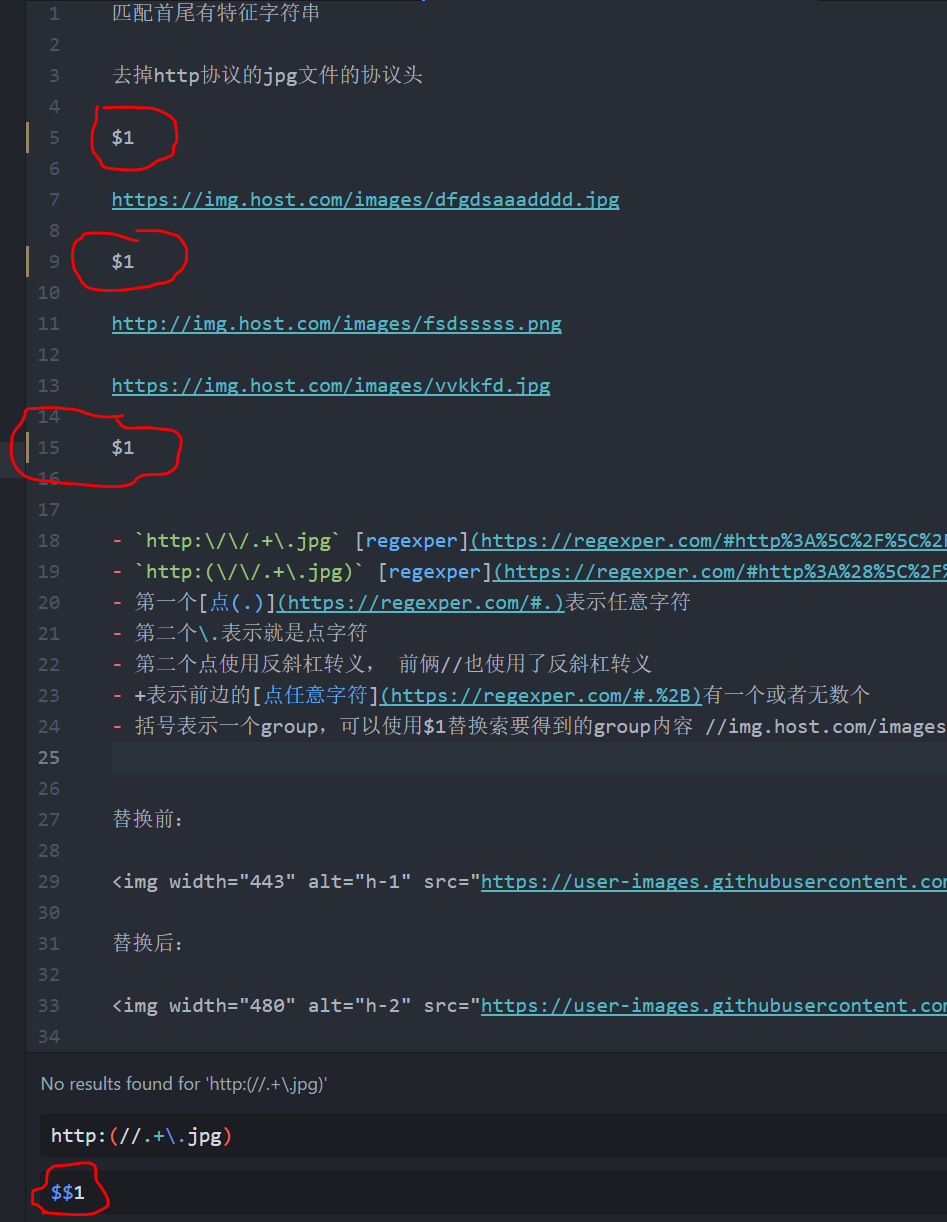 1 匹配首尾有特征字符串
2
3 去掉http协议的jpg文件的协议头
4
5 $1
6
7 https://img.host.com/images/dfgdsaaadddd.jpg
8
9 $1
10
11 http://img.host.com/images/fsdsssss.png
12
13 https://img.host.com/images/vvkkfd.jpg
14
15 $1
16
17
18 - `http:\/\/.+\.jpg` [regexper](https://regexper.com/#http%3A%5C%2F%5C%2F
19 - `http:(\/\/.+\.jpg)` [regexper](https://regexper.com/#http%3A%28%5C%2F%
20 - 第一个[点(.)](https://regexper.com/#.)表示任意字符
21 - 第二个\.表示就是点字符
22 - 第二个点使用反斜杠转义， 前俩//也使用了反斜杠转义
23 - +表示前边的[点任意字符](https://regexper.com/#.%2B)有一个或者无数个
24 - 括号表示一个group，可以使用$1替换索要得到的group内容 //img.host.com/images
25
26
27 替换前：
28
29 <img width="443" alt="h-1" src="https://user-images.githubusercontent.com
30
31 替换后：
32
33 <img width="480" alt="h-2" src="https://user-images.githubusercontent.com
34
No results found for 'http:(//.+\.jpg)'
http:(//.+\.jpg)
$$1